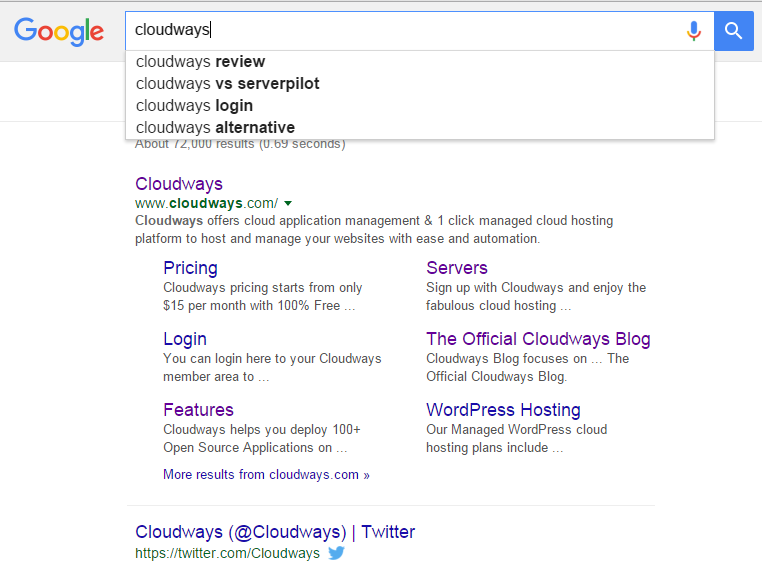 Google
cloudways
cloudways review
cloudways vs serverpilot
cloudways login
cloudways alternative
About 72,000 results (0.69 seconds)
Cloudways
www.cloudways.com/
Cloudways offers cloud application management & 1 click managed cloud hosting
platform to host and manage your websites with ease and automation.
Pricing
Cloudways pricing starts from only
$15 per month with 100% Free ...
Servers
Sign up with Cloudways and enjoy the
fabulous cloud hosting ...
Login
You can login here to your Cloudways
member area to ...
The Official Cloudways Blog
Cloudways Blog focuses on ... The
Official Cloudways Blog.
Features
Cloudways helps you deploy 100+
Open Source Applications on ...
WordPress Hosting
Our Managed WordPress cloud
hosting plans include ...
More results from cloudways.com »
Cloudways (@Cloudways) | Twitter
https://twitter.com/Cloudways